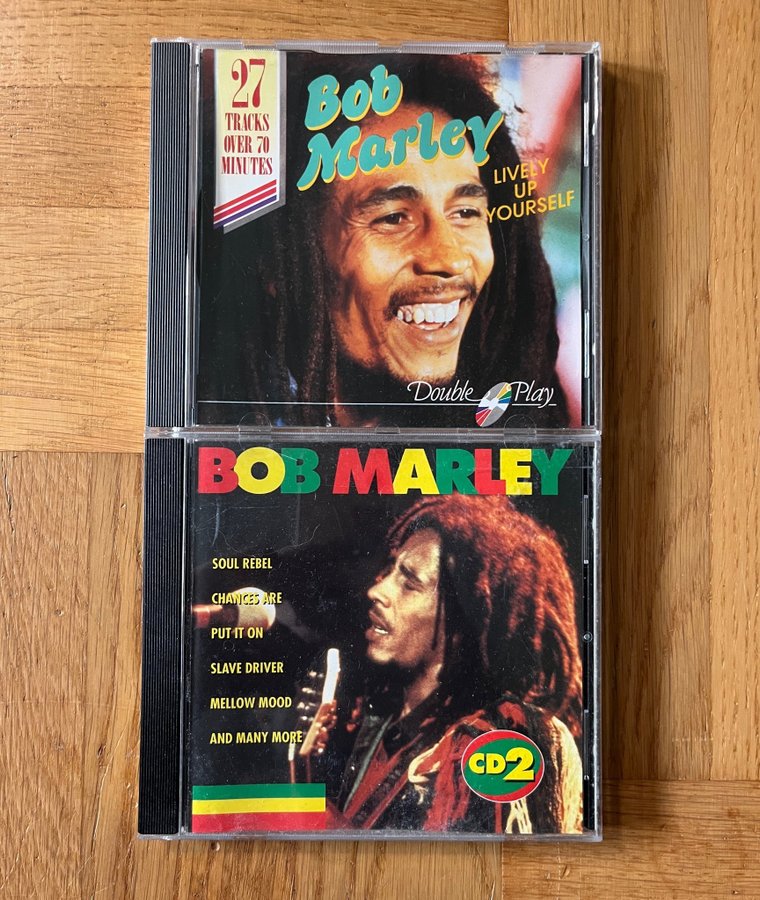 27
TRACKS
OVER 70
MINUTES
Bob
Marley
LIVELY
UP
YOURSELF
Double Play
BOB MARLEY
SOUL REBEL
CHANCES ARE
PUT IT ON
SLAVE DRIVER
MELLOW MOOD
AND MANY MORE
CD2